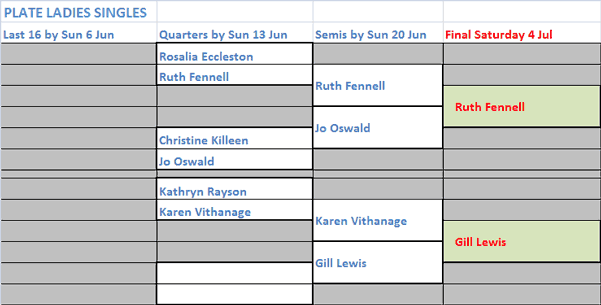 PLATE LADIES SINGLES
Last 16 by Sun 6 Jun Quarters by Sun 13 Jun Semis by Sun 20 Jun Final Saturday 4 Jul
Rosalia Eccleston
Ruth Fennell
Ruth Fennell
Ruth Fennell
Jo Oswald
Christine Killeen
Jo Oswald
Kathryn Rayson
Karen Vithanage
Karen Vithanage
Gill Lewis
Gill Lewis